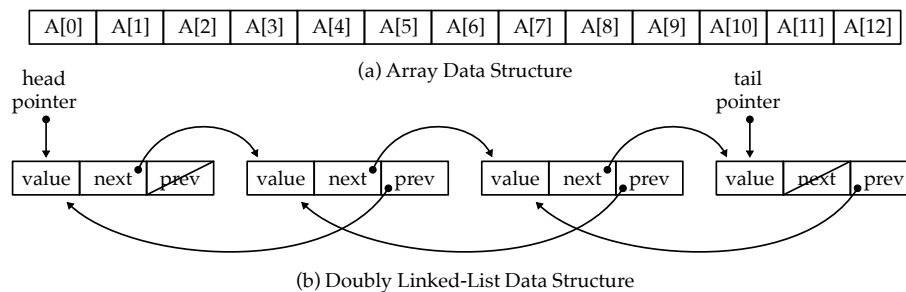 A[0] A[1] A[2] A[3] A[4] A[5] A[6] A[7] A[8] A[9] A[10] A[11] A[12]
(a) Array Data Structure
head
pointer
tail
pointer
value next prev value next prev value next prev value next prev
(b) Doubly Linked-List Data Structure